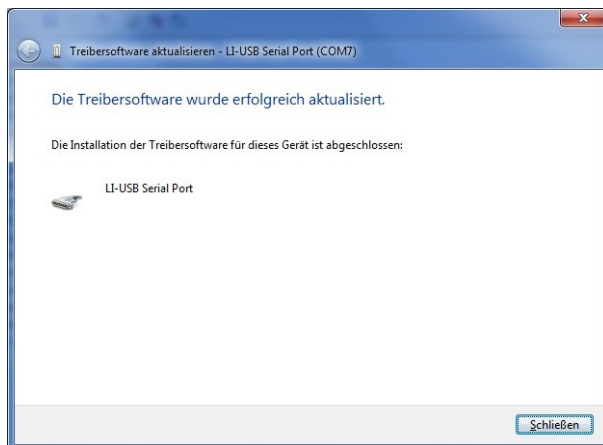 Treibersoftware aktualisieren - LI-USB Serial Port (COM7)
Die Treibersoftware wurde erfolgreich aktualisiert.
Die Installation der Treibersoftware für dieses Gerät ist abgeschlossen:
LI-USB Serial Port
Schließen